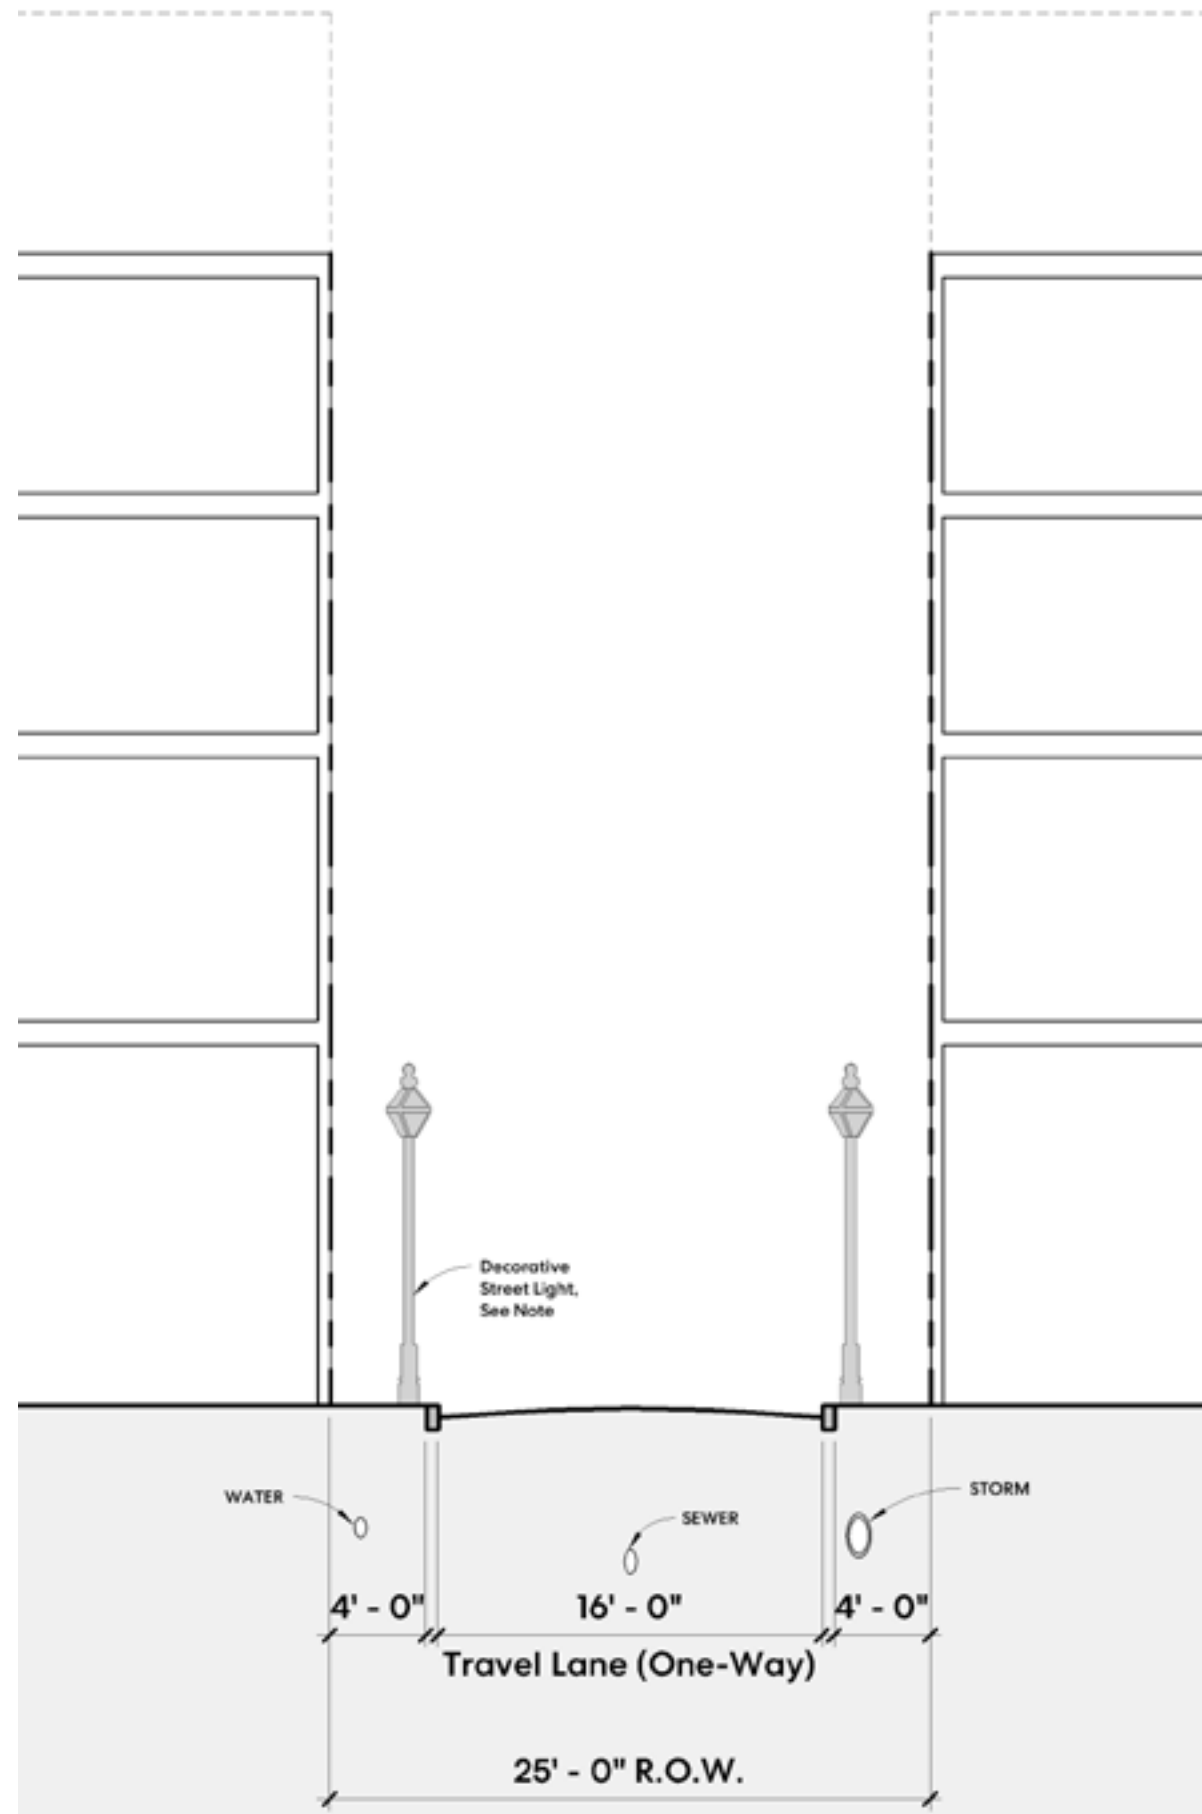 Decorative
Street Light,
See Note
WATER
STORM
SEWER
4' - 0" 16' - 0" 4' - 0"
Travel Lane (One-Way)
25' - 0" R.O.W.